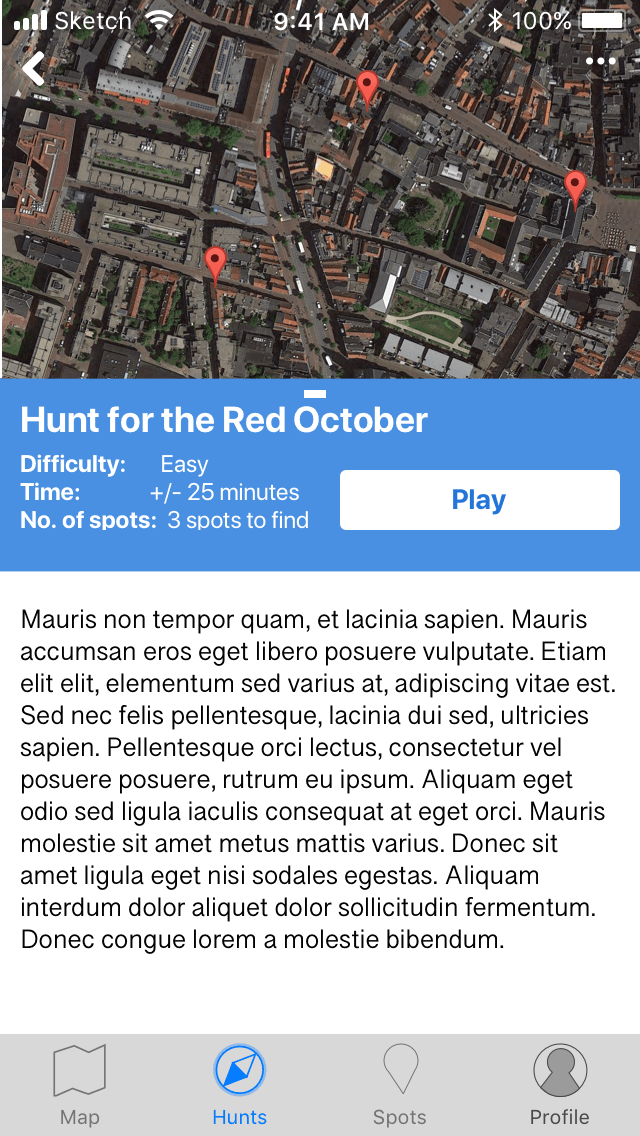 Sketch 9:41 AM 100%
Hunt for the Red October
Difficulty: Easy
Time: +/- 25 minutes
No. of spots: 3 spots to find
Play
Mauris non tempor quam, et lacinia sapien. Mauris
accumsan eros eget libero posuere vulputate. Etiam
elit elit, elementum sed varius at, adipiscing vitae est.
Sed nec felis pellentesque, lacinia dui sed, ultricies
sapien. Pellentesque orci lectus, consectetur vel
posuere posuere, rutrum eu ipsum. Aliquam eget
odio sed ligula iaculis consequat at eget orci. Mauris
molestie sit amet metus mattis varius. Donec sit
amet ligula eget nisi sodales egestas. Aliquam
interdum dolor aliquet dolor sollicitudin fermentum.
Donec congue lorem a molestie bibendum.
Map Hunts Spots Profile